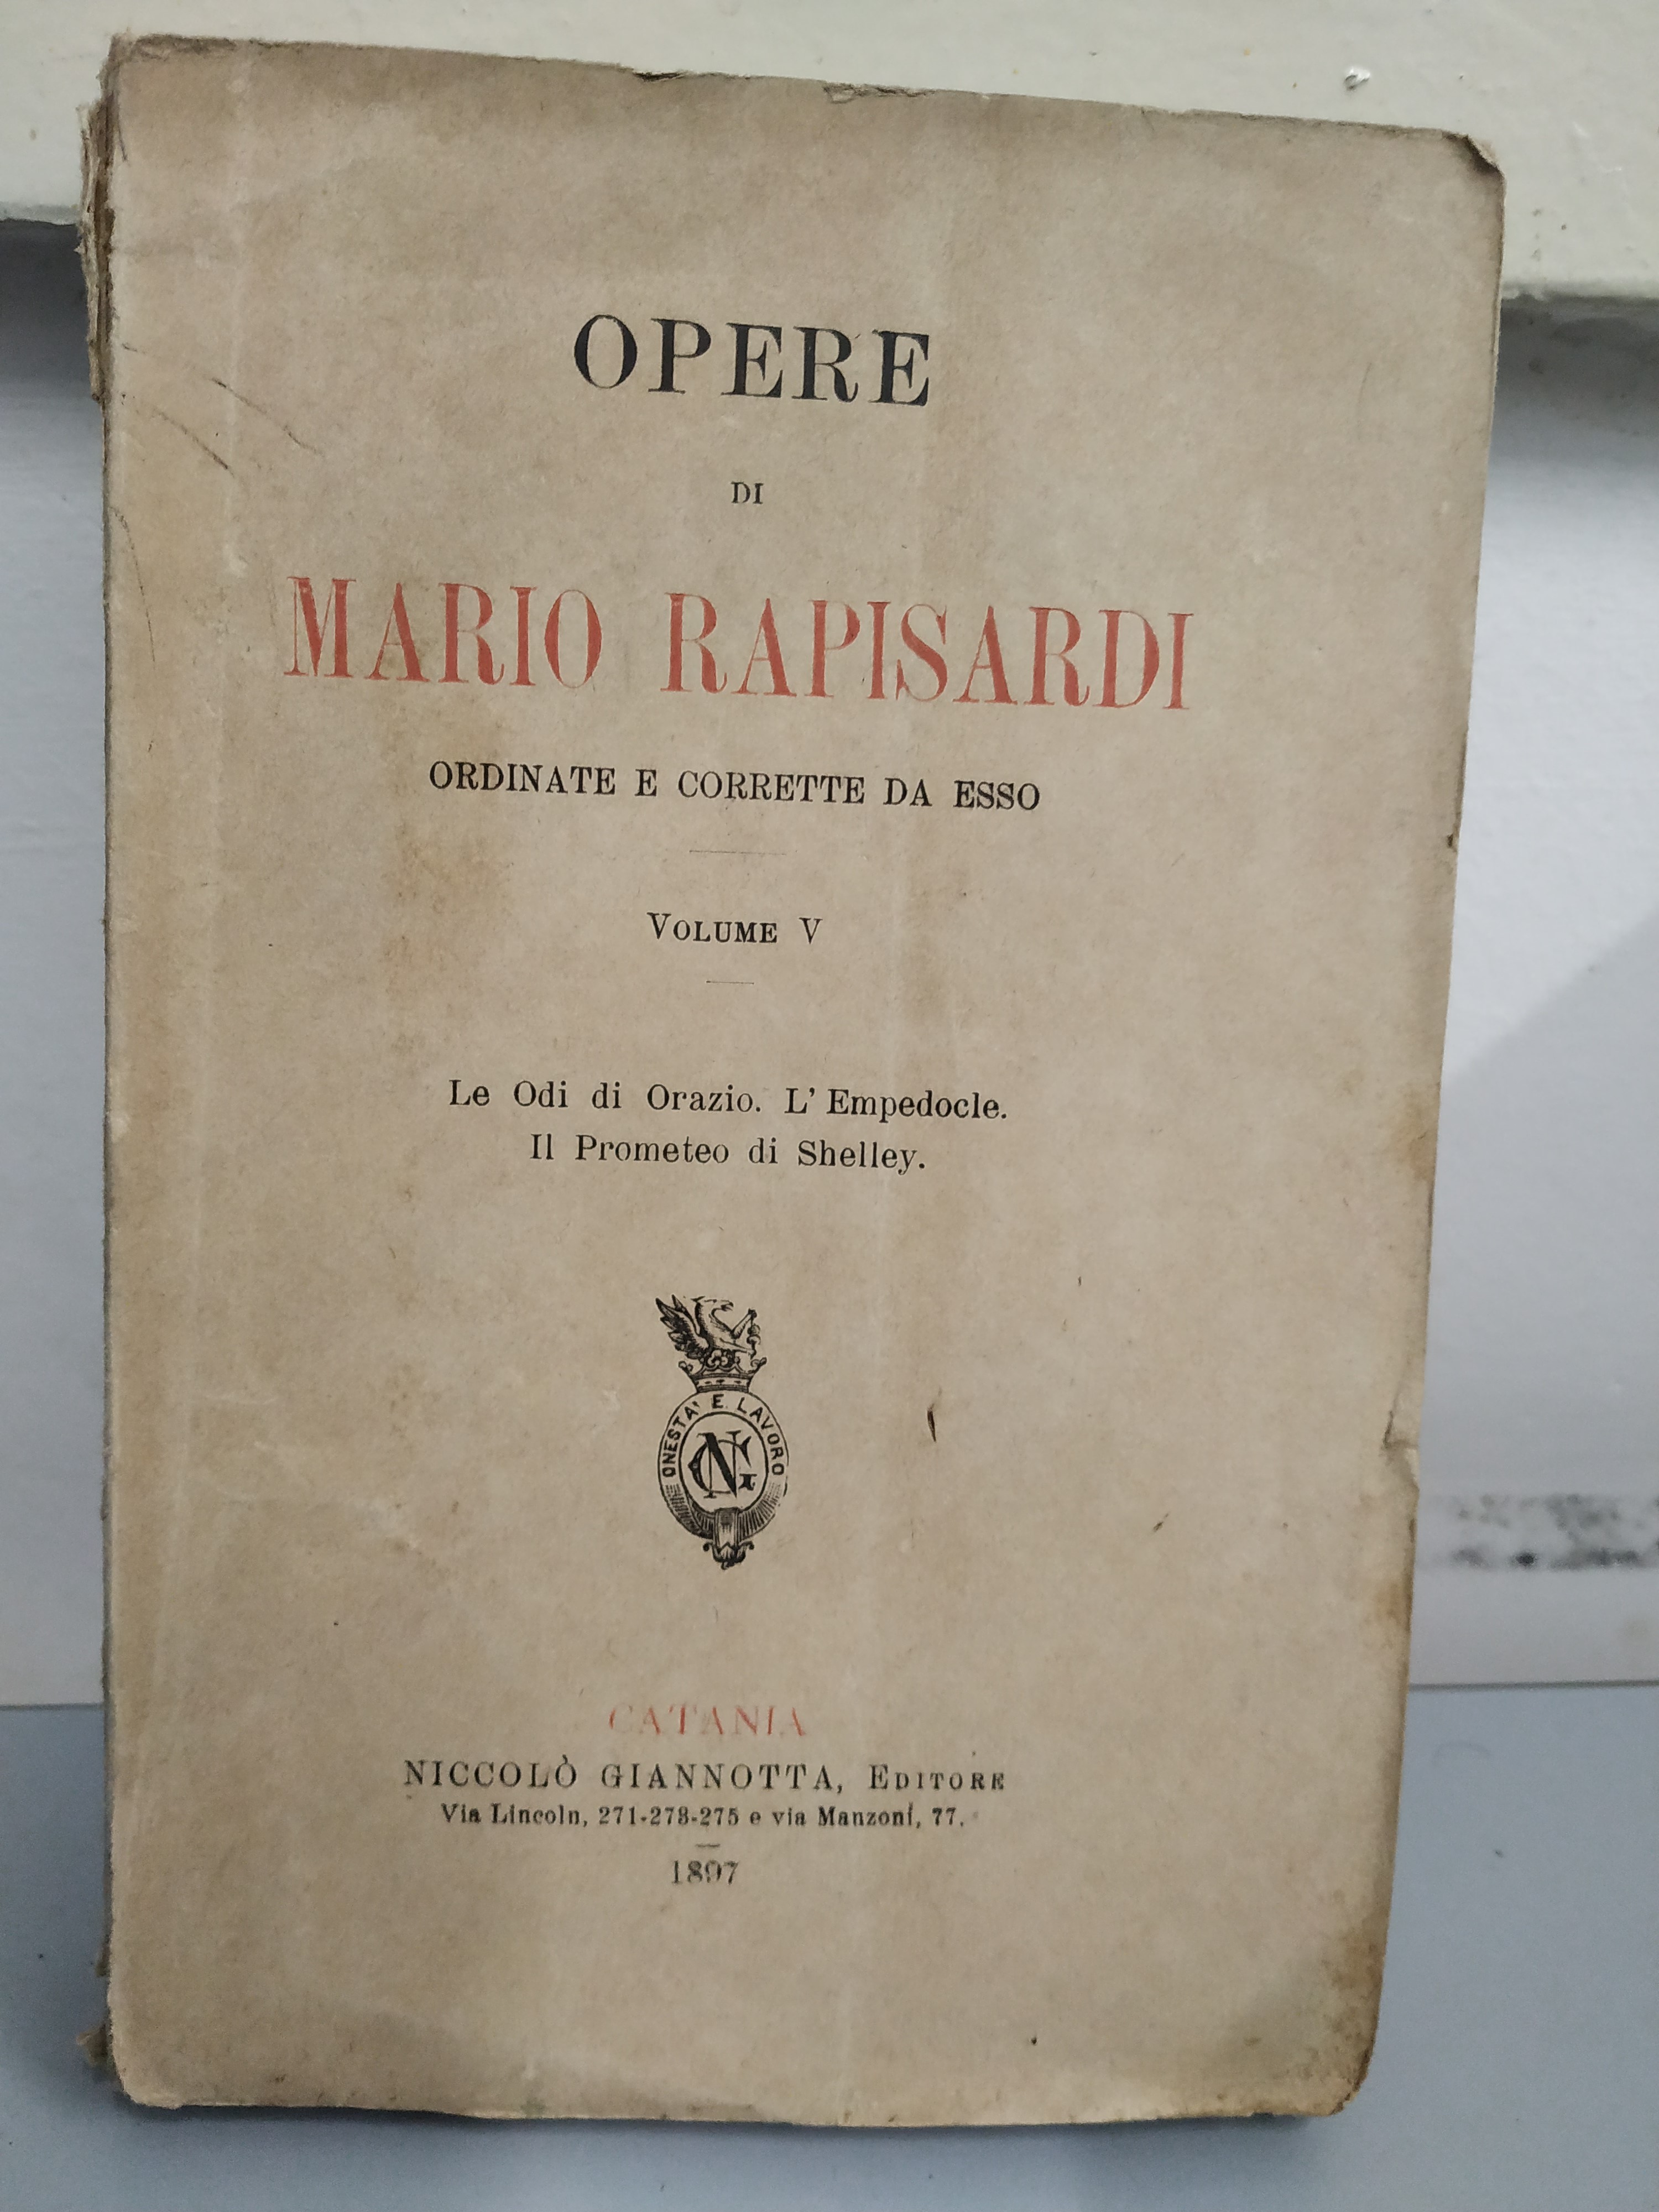 OPERE
DI
MARIO RAPISARDI
ORDINATE E CORRETTE DA ESSO
VOLUME V
Le Odi di Orazio. L' Empedocle.
Il Prometeo di Shelley.
ONESTA' E LAVORO
NG
CATANIA
NICCOLÒ GIANNOTTA, EDITORE
Via Lincoln, 271-273-275 e via Manzoni, 77.
1897